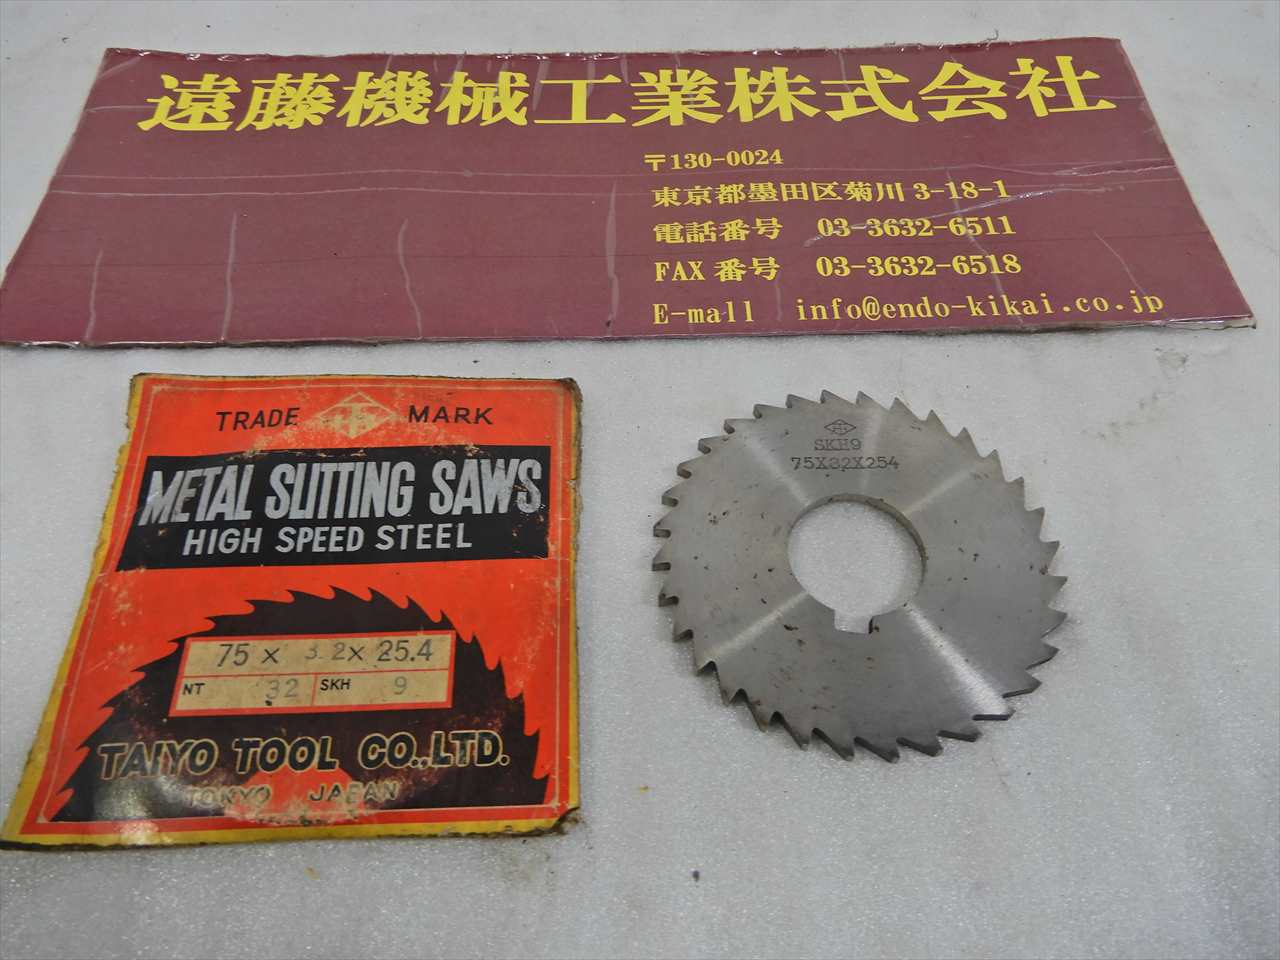 遠藤機械工業株式会社
〒130-0024
東京都墨田区菊川3-18-1
電話番号 03-3632-6511
FAX番号 03-3632-6518
E-mall info@endo-kikai.co.jp
TRADE MARK
METAL SLITTING SAWS
HIGH SPEED STEEL
75 × 3.2× 25.4
NT 32 SKH 9
TAIYO TOOL CO.,LTD.
TOKYO JAPAN
SKH9
75X32X254